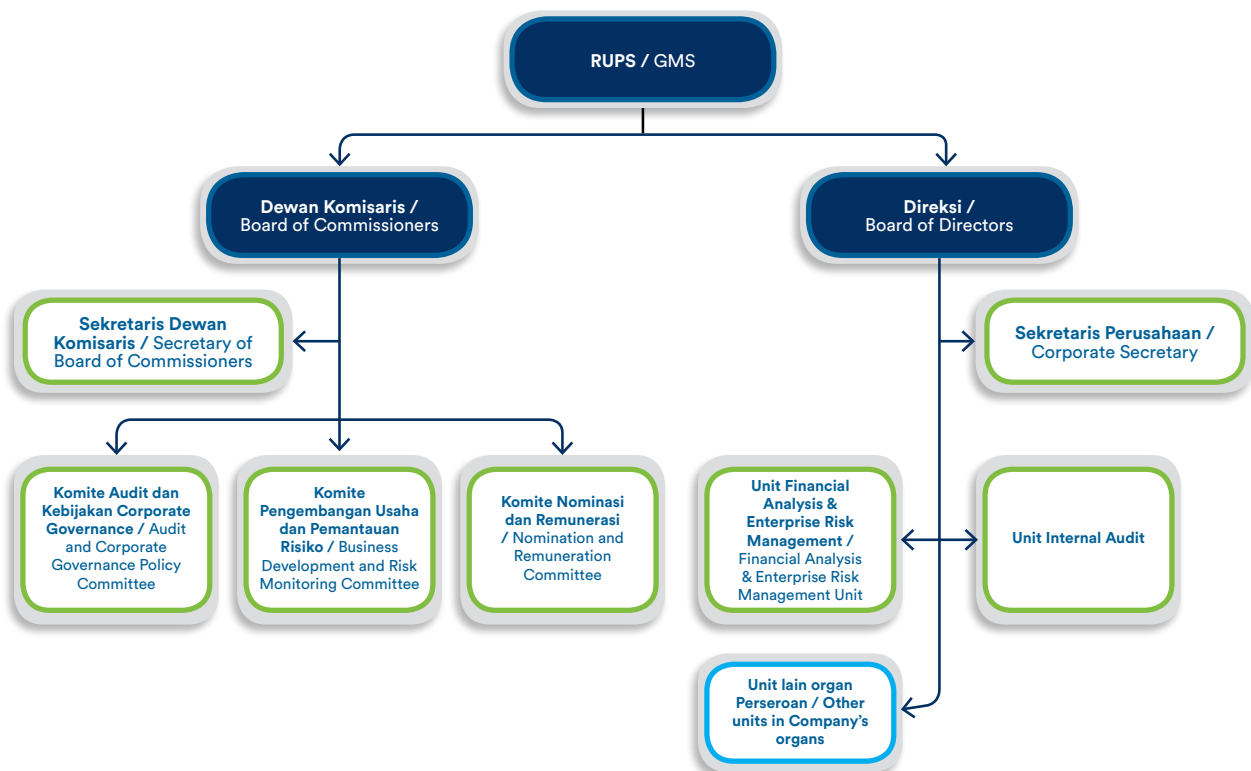 RUPS / GMS
Dewan Komisaris /
Board of Commissioners
Direksi /
Board of Directors
Sekretaris Dewan
Komisaris / Secretary of
Board of Commissioners
Sekretaris Perusahaan /
Corporate Secretary
Komite Audit dan
Kebijakan Corporate
Governance / Audit
and Corporate
Governance Policy
Committee
Komite
Pengembangan Usaha
dan Pemantauan
Risiko / Business
Development and Risk
Monitoring Committee
Komite Nominasi
dan Remunerasi
/ Nomination and
Remuneration
Committee
Unit Financial
Analysis &
Enterprise Risk
Management /
Financial Analysis
& Enterprise Risk
Management Unit
Unit Internal Audit
Unit lain organ
Perseroan / Other
units in Company’s
organs